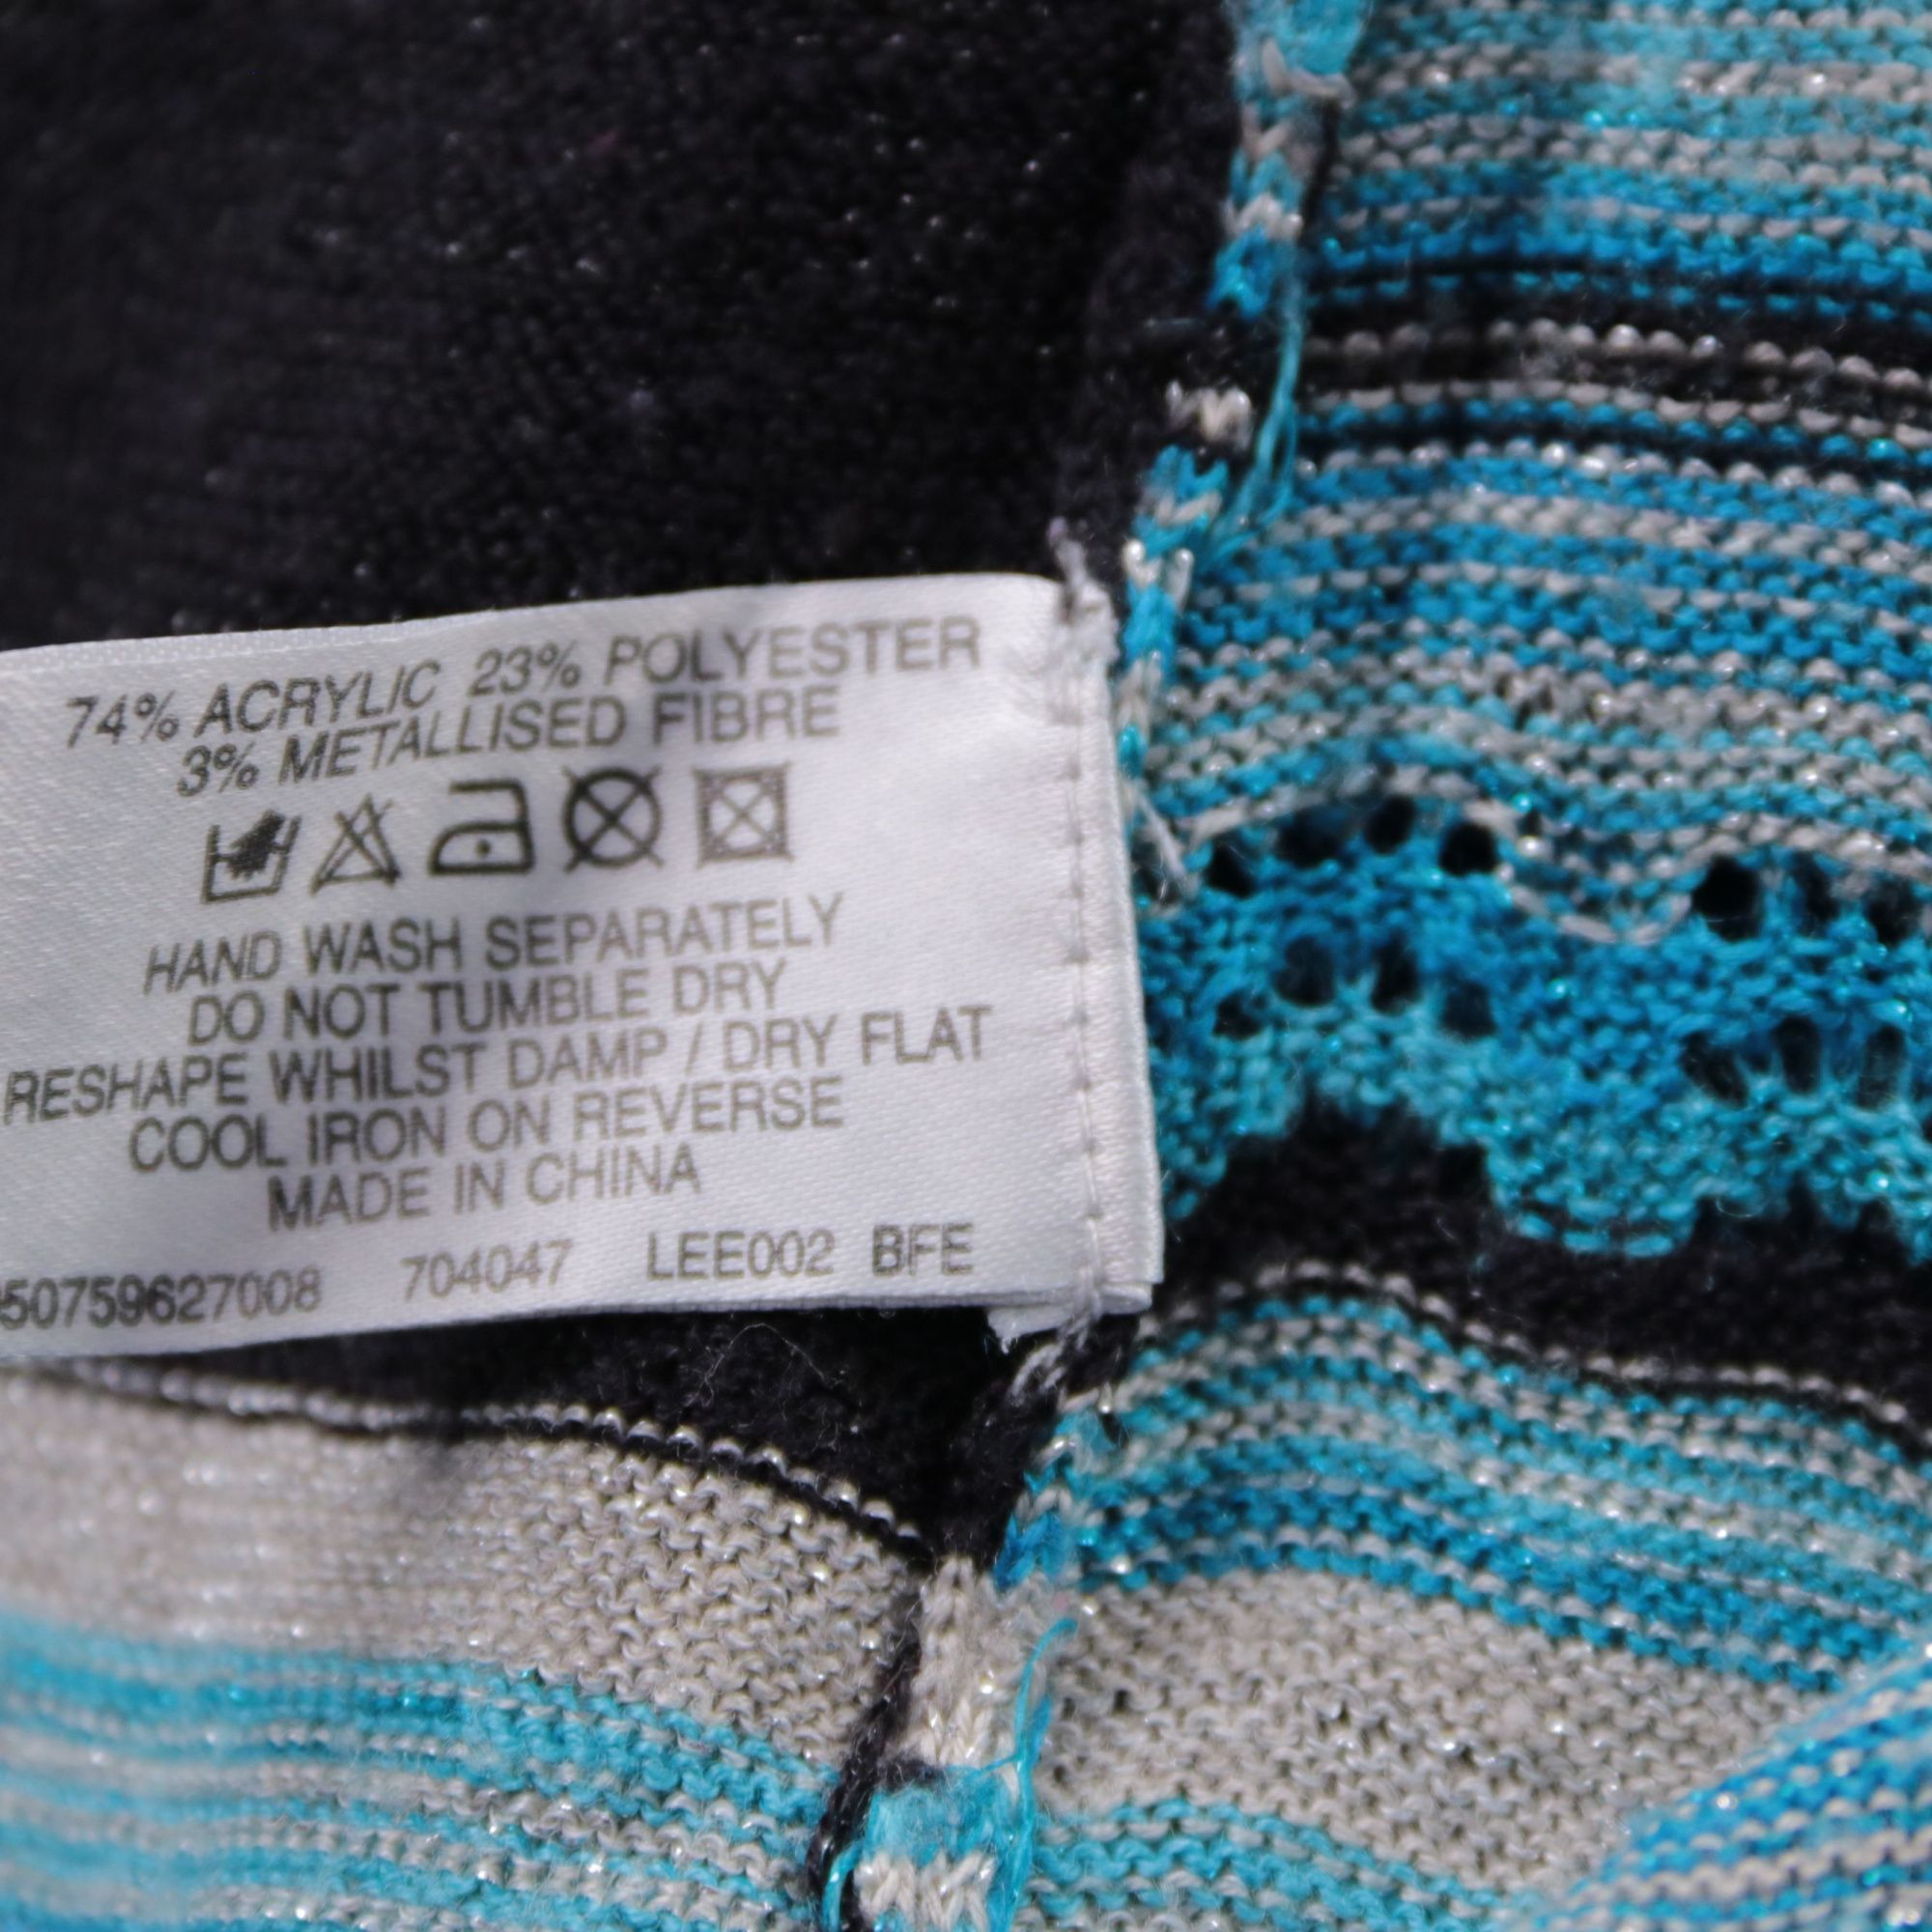 74% ACRYLIC 23% POLYESTER
3% METALLISED FIBRE
HAND WASH SEPARATELY
DO NOT TUMBLE DRY
RESHAPE WHILST DAMP / DRY FLAT
COOL IRON ON REVERSE
MADE IN CHINA
50759627008 704047 LEE002 BFE